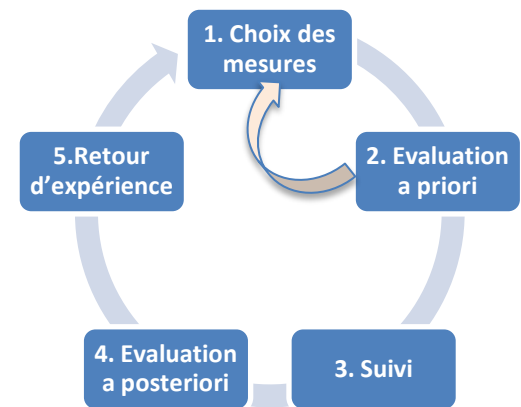 1. Choix des
mesures
2. Evaluation
a priori
3. Suivi
4. Evaluation
a posteriori
5.Retour
d’expérience